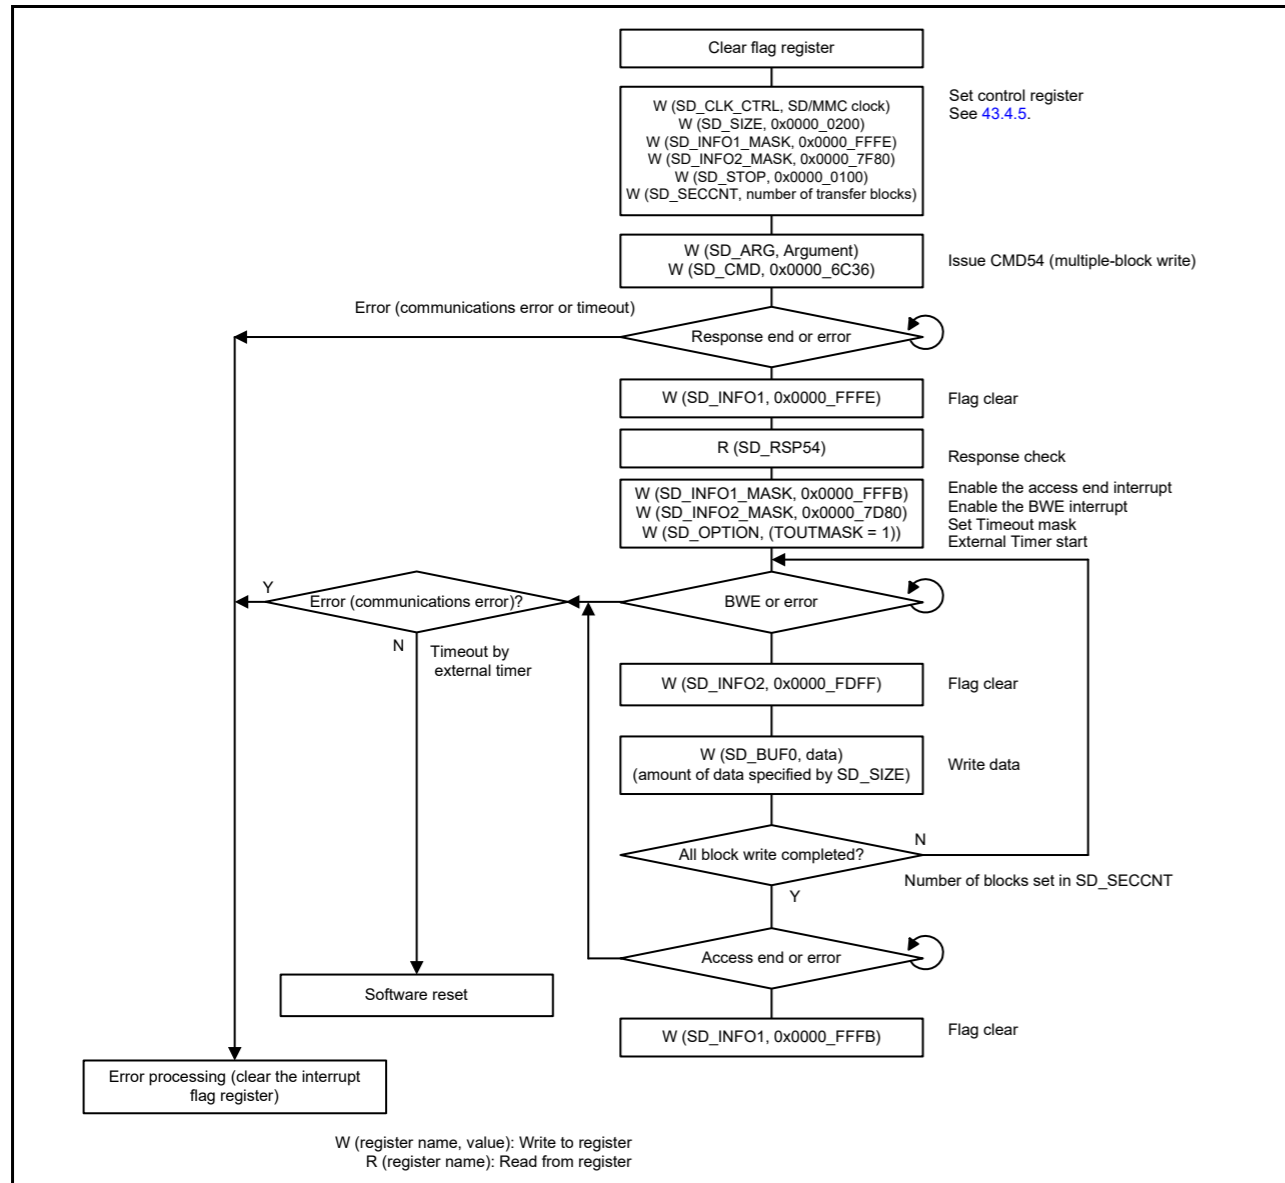 Clear flag register
W (SD_CLK_CTRL, SD/MMC clock)
W (SD_SIZE, 0x0000_0200)
W (SD_INFO1_MASK, 0x0000_FFFE)
W (SD_INFO2_MASK, 0x0000_7F80)
W (SD_STOP, 0x0000_0100)
W (SD_SECCNT, number of transfer blocks)
Set control register
See 43.4.5.
W (SD_ARG, Argument)
W (SD_CMD, 0x0000_6C36)
Issue CMD54 (multiple-block write)
Error (communications error or timeout)
Response end or error
W (SD_INFO1, 0x0000_FFFE)
Flag clear
R (SD_RSP54)
Response check
W (SD_INFO1_MASK, 0x0000_FFFB)
W (SD_INFO2_MASK, 0x0000_7D80)
W (SD_OPTION, (TOUTMASK = 1))
Enable the access end interrupt
Enable the BWE interrupt
Set Timeout mask
External Timer start
Y
Error (communications error)?
BWE or error
N
Timeout by
external timer
W (SD_INFO2, 0x0000_FDFF)
Flag clear
W (SD_BUF0, data)
(amount of data specified by SD_SIZE)
Write data
All block write completed?
N
Number of blocks set in SD_SECCNT
Y
Access end or error
Software reset
W (SD_INFO1, 0x0000_FFFB)
Flag clear
Error processing (clear the interrupt
flag register)
W (register name, value): Write to register
R (register name): Read from register